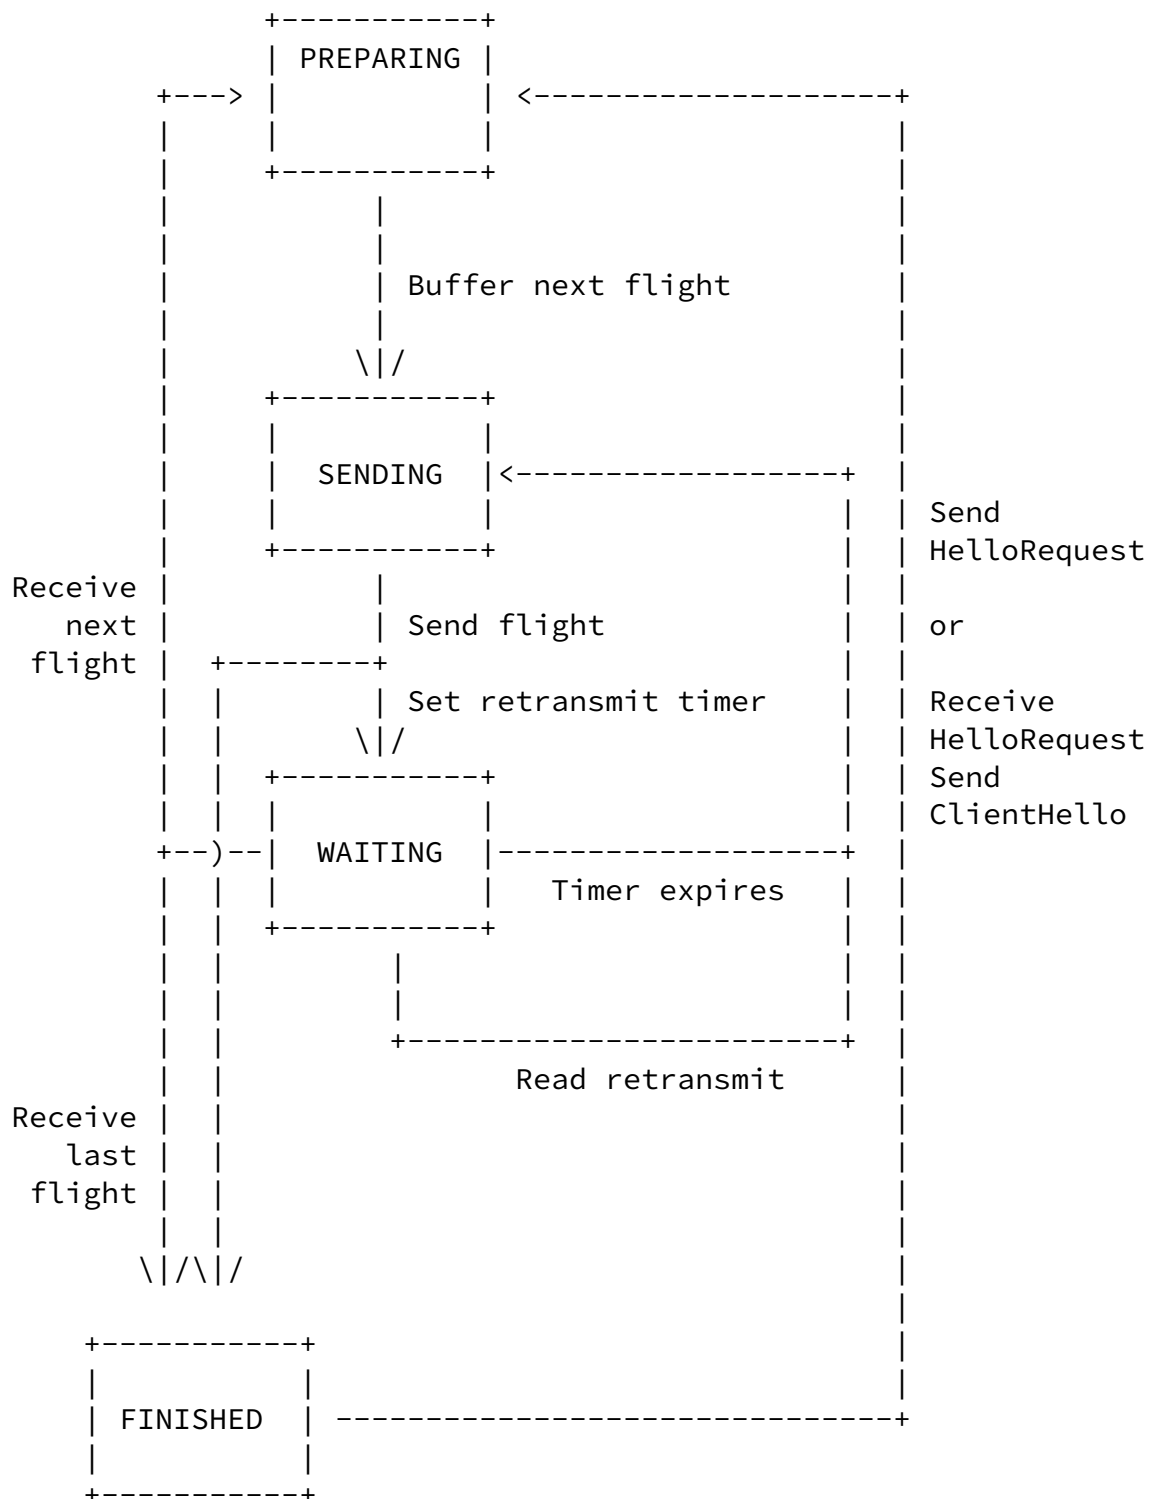 PREPARING
Buffer next flight
SENDING
Send
HelloRequest
Receive
next
flight
Send flight
or
Set retransmit timer
Receive
HelloRequest
Send
ClientHello
WAITING
Timer expires
Read retransmit
Receive
last
flight
FINISHED